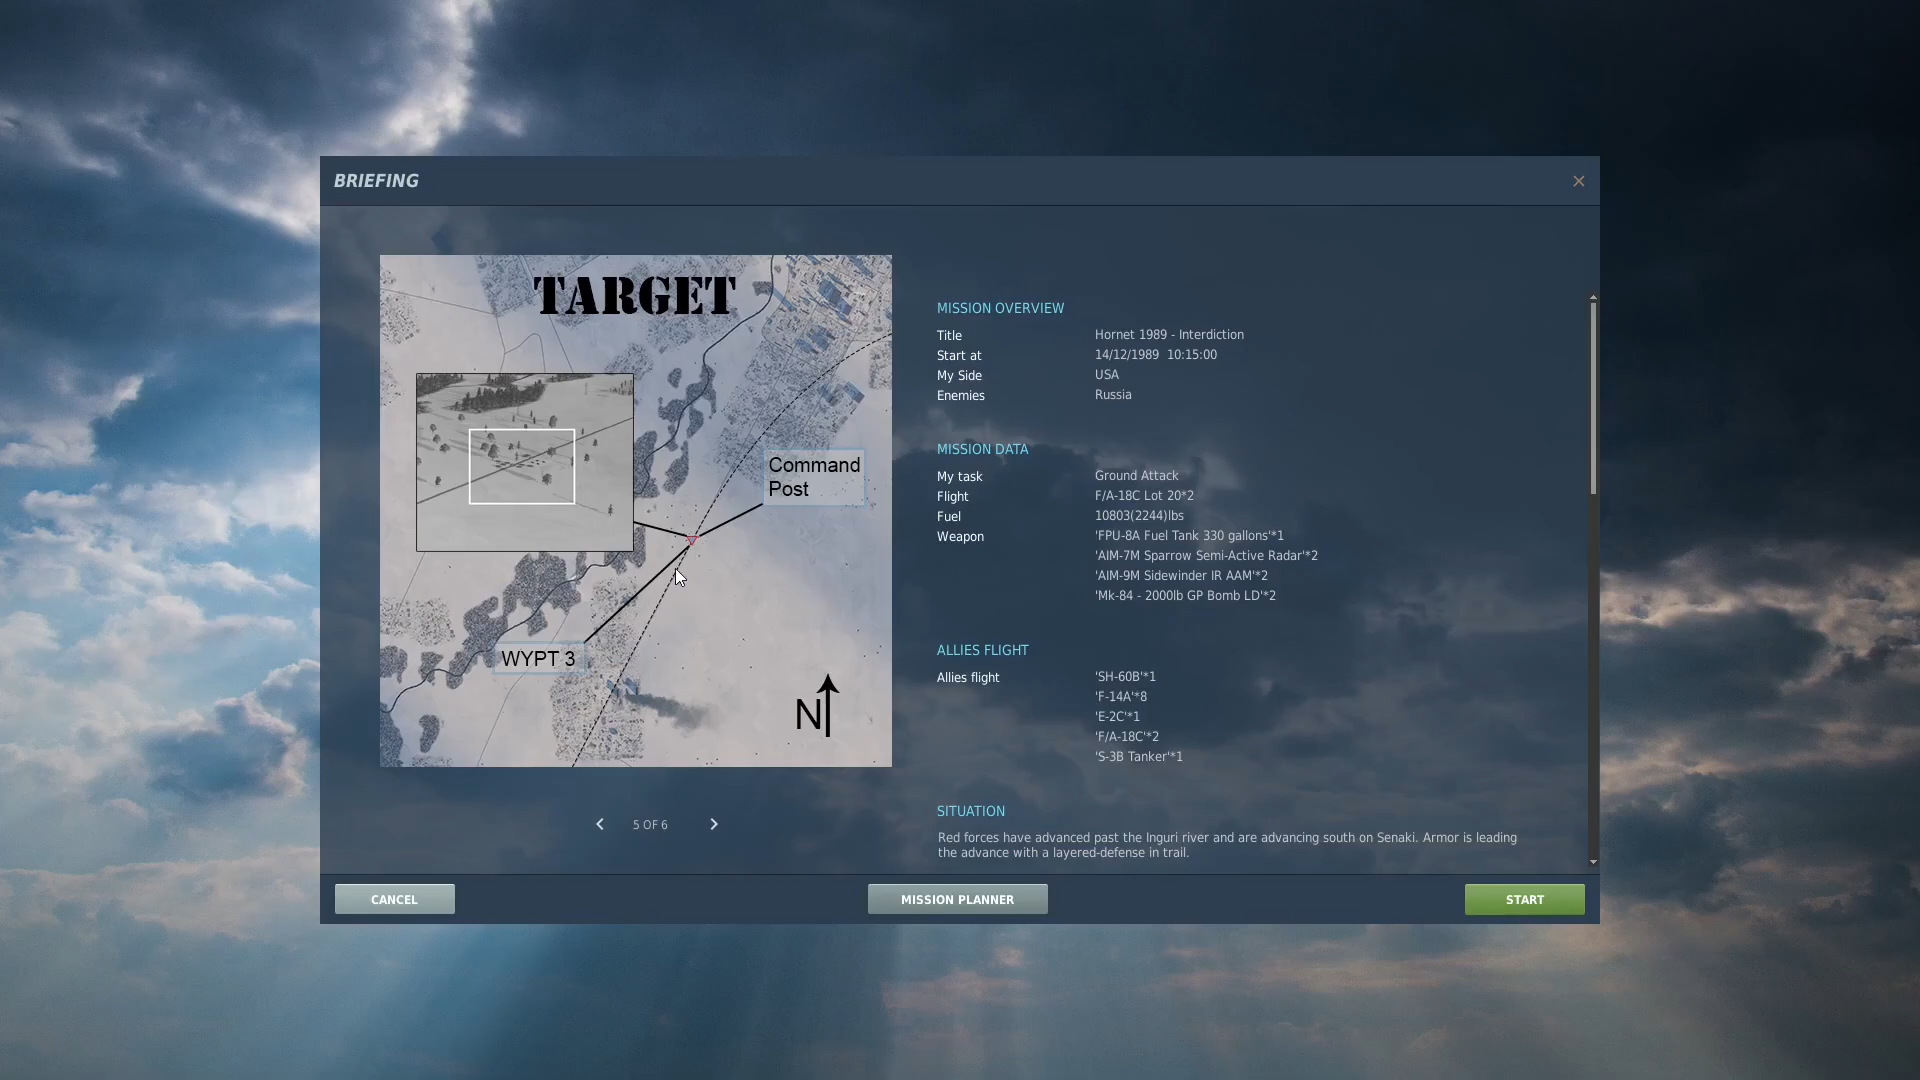 BRIEFING
TARGET
Command
Post
WYPT 3
N
5 OF 6
MISSION OVERVIEW
Title Hornet 1989 - Interdiction
Start at 14/12/1989 10:15:00
My Side USA
Enemies Russia
MISSION DATA
My task Ground Attack
Flight F/A-18C Lot 20*2
Fuel 10803(2244)lbs
Weapon 'FPU-8A Fuel Tank 330 gallons'*1
'AIM-7M Sparrow Semi-Active Radar'*2
'AIM-9M Sidewinder IR AAM'*2
'Mk-84 - 2000lb GP Bomb LD'*2
ALLIES FLIGHT
Allies flight 'SH-60B'*1
'F-14A'*8
'E-2C'*1
'F/A-18C'*2
'S-3B Tanker'*1
SITUATION
Red forces have advanced past the Inguri river and are advancing south on Senaki. Armor is leading
the advance with a layered-defense in trail.
CANCEL
MISSION PLANNER
START